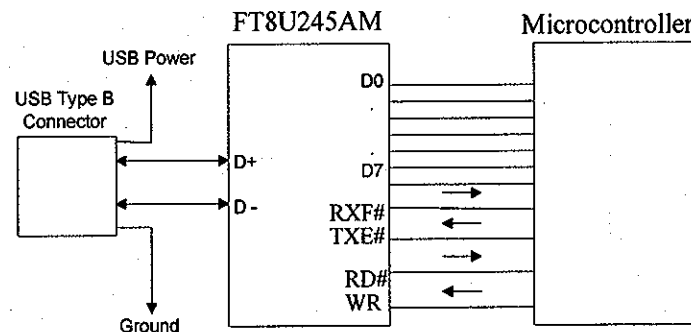 FT8U245AM
Microcontroller
USB Power
USB Type B
Connector
D0
D+
D7
D -
RXF#
TXE#
RD#
WR
Ground